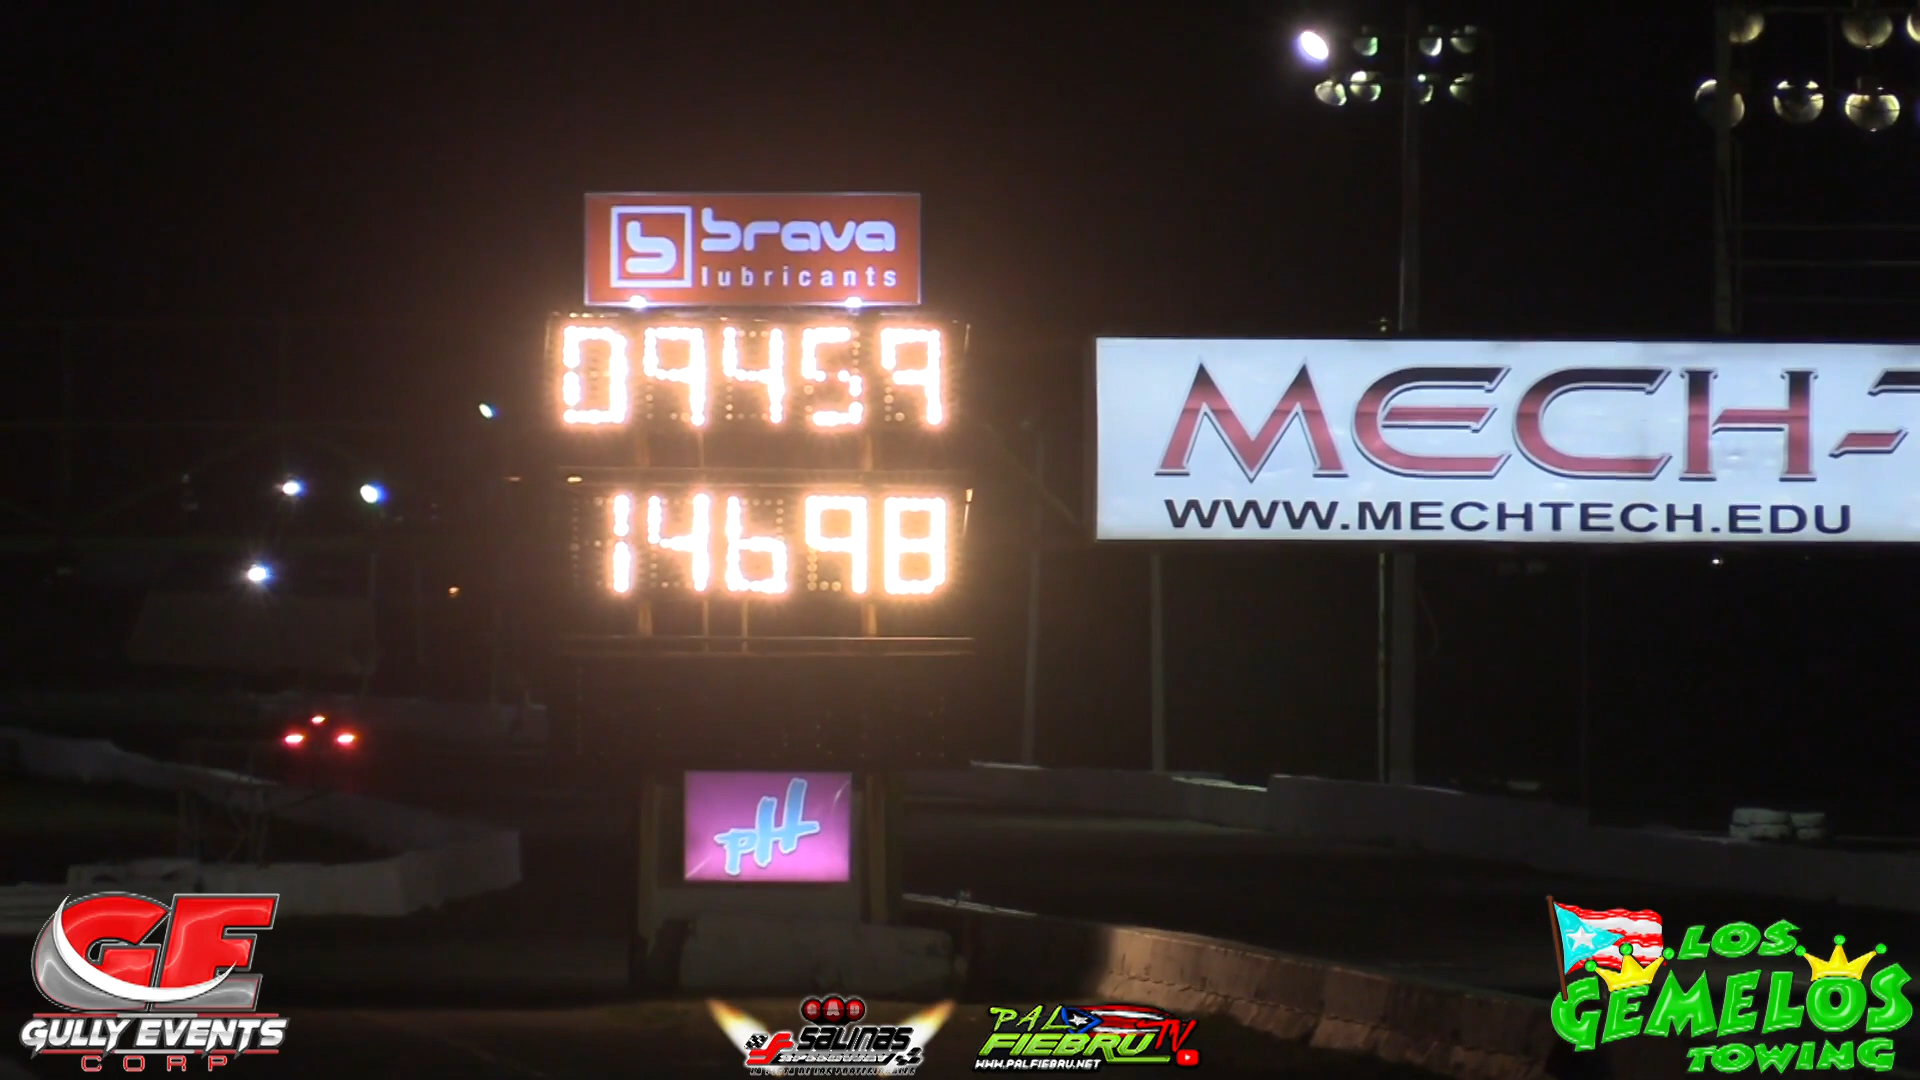 b brava
lubricants
09459
14698
MECH-
WWW.MECHTECH.EDU
pH
GE
GULLY EVENTS
CORP
SALINAS
SPEEDWAY
PAL
FIEBRU TV
WWW.PALFIEBRU.NET
LOS
GEMELOS
TOWING